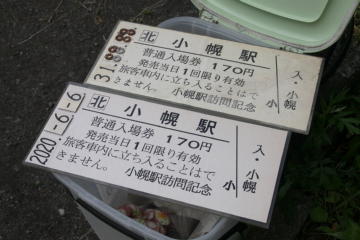 北 小幌駅
普通入場券 170円
発売当日1回限り有効
旅客車内に立ち入ることはで
きません。 小幌駅訪問記念
入・小幌
小
北 小幌駅
普通入場券 170円
発売当日1回限り有効
旅客車内に立ち入ることはで
きません。
小幌駅訪問記念
入・小幌
小
2020.-6.-6